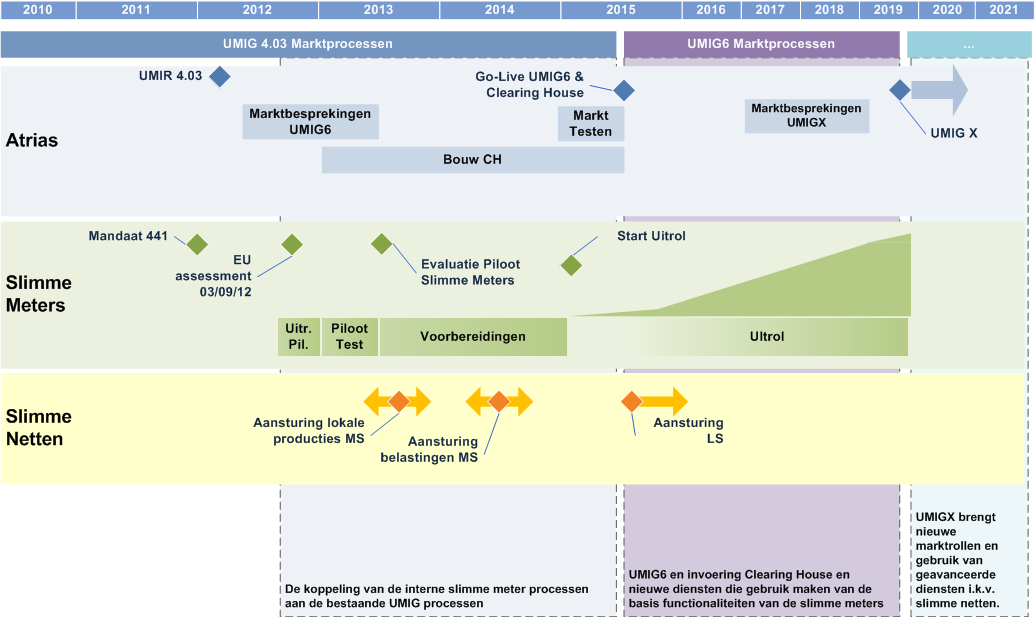 2010 2011 2012 2013 2014 2015 2016 2017 2018 2019 2020 2021
UMIG 4.03 Marktprocessen
UMIG6 Marktprocessen
...
Atrias
UMIR 4.03
Go-Live UMIG6 &
Clearing House
Marktbesprekingen
UMIG6
Markt
Testen
Marktbesprekingen
UMIGX
UMIG X
Bouw CH
Slimme
Meters
Mandaat 441
EU
assessment
03/09/12
Evaluatie Piloot
Slimme Meters
Start Uitrol
Uitr.
Pil.
Piloot
Test
Voorbereidingen
UItrol
Slimme
Netten
Aansturing lokale
producties MS
Aansturing
belastingen MS
Aansturing
LS
De koppeling van de interne slimme meter processen
aan de bestaande UMIG processen
UMIG6 en invoering Clearing House en
nieuwe diensten die gebruik maken van de
basis functionaliteiten van de slimme meters
UMIGX brengt
nieuwe
marktrollen en
gebruik van
geavanceerde
diensten i.k.v.
slimme netten.